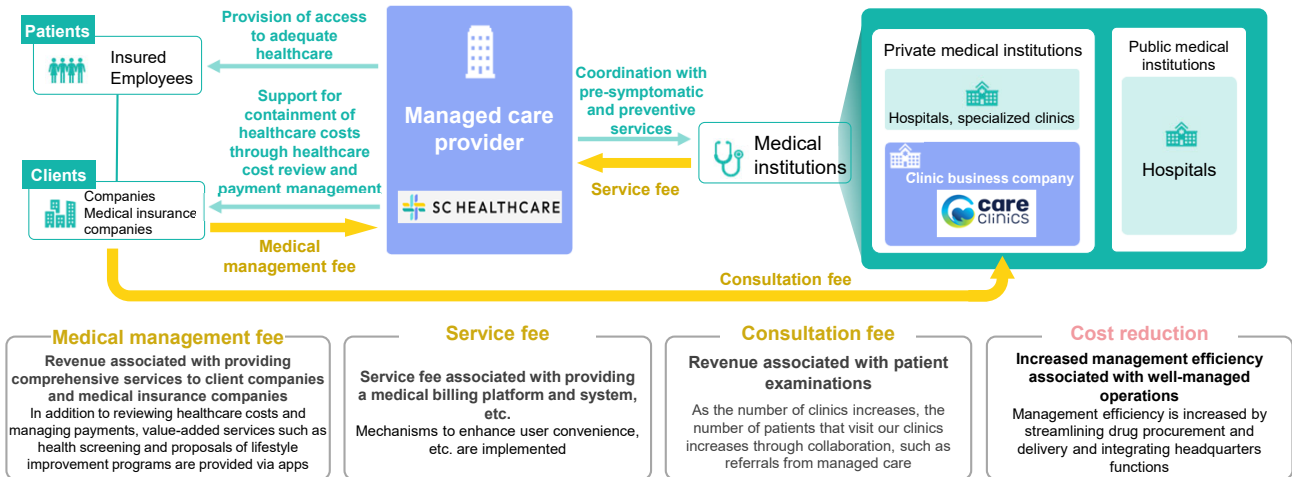 Patients
Insured
Employees
Clients
Companies
Medical insurance
companies
Provision of access
to adequate
healthcare
Support for
containment of
healthcare costs
through healthcare
cost review and
payment management
Medical
management fee
Managed care
provider
SC HEALTHCARE
Coordination with
pre-symptomatic
and preventive
services
Service fee
Medical
institutions
Consultation fee
Private medical institutions
Hospitals, specialized clinics
Clinic business company
care
clinics
Public medical
institutions
Hospitals
Medical management fee
Revenue associated with providing
comprehensive services to client companies
and medical insurance companies
In addition to reviewing healthcare costs and
managing payments, value-added services such as
health screening and proposals of lifestyle
improvement programs are provided via apps
Service fee
Service fee associated with providing
a medical billing platform and system,
etc.
Mechanisms to enhance user convenience,
etc. are implemented
Consultation fee
Revenue associated with patient
examinations
As the number of clinics increases, the
number of patients that visit our clinics
increases through collaboration, such as
referrals from managed care
Cost reduction
Increased management efficiency
associated with well-managed
operations
Management efficiency is increased by
streamlining drug procurement and
delivery and integrating headquarters
functions